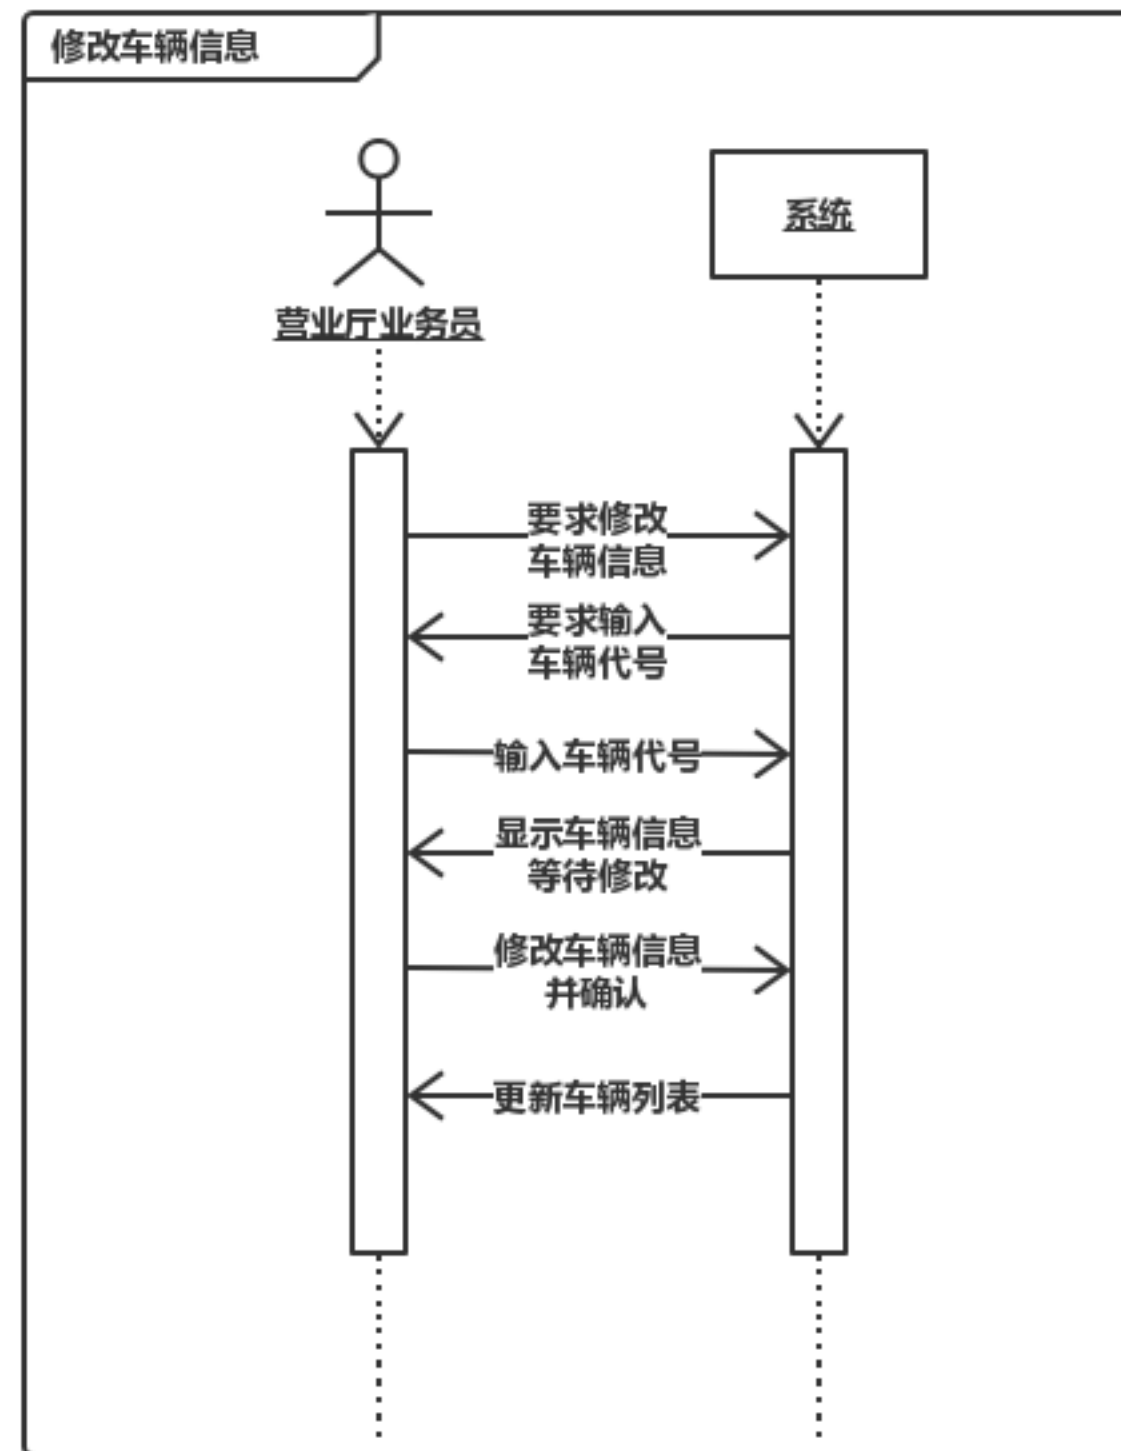 修改车辆信息
系统
营业厅业务员
要求修改
车辆信息
要求输入
车辆代号
输入车辆代号
显示车辆信息
等待修改
修改车辆信息
并确认
更新车辆列表